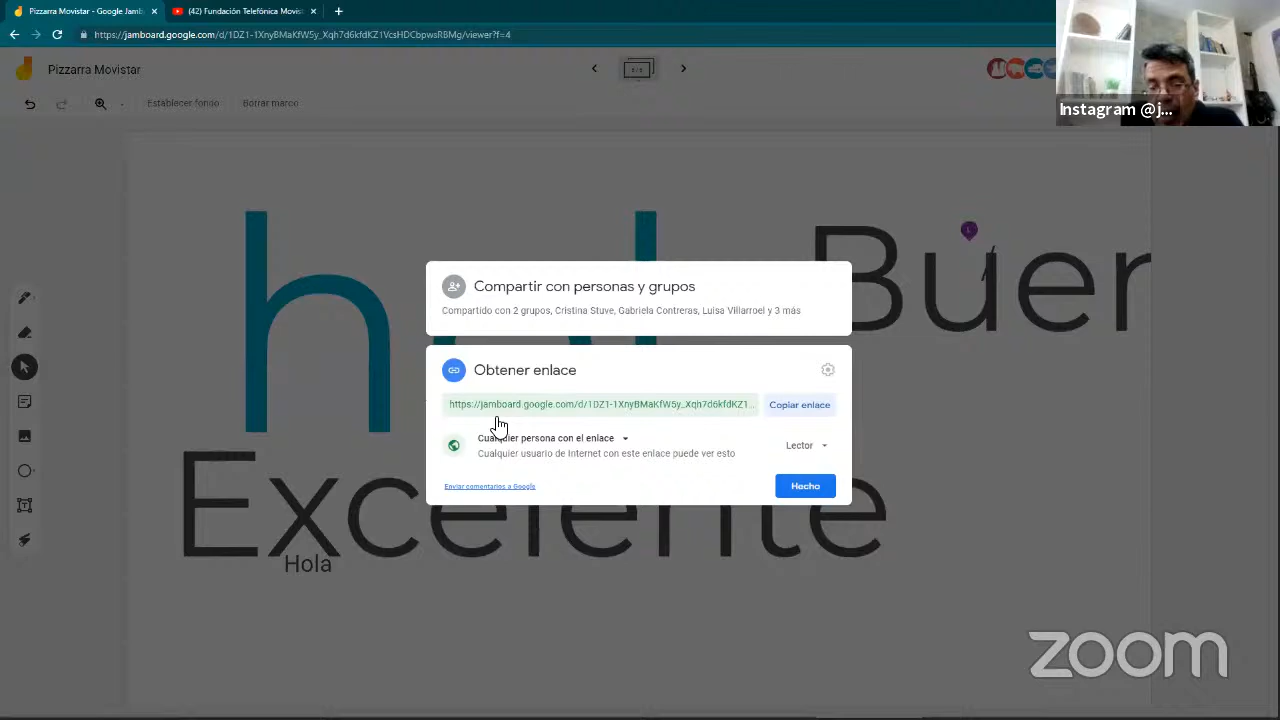 Pizzarra Movistar - Google Jamb
(42) Fundación Telefónica Movist
https://jamboard.google.com/d/1DZ1-1XnyBMaKfW5y_Xqh7d6kfdKZ1VcsHDCbpwsRBMg/viewer?f=4
Pizzarra Movistar
Establecer fondo
Borrar marco
Instagram @j...
Buer
Compartir con personas y grupos
Compartido con 2 grupos, Cristina Stuve, Gabriela Contreras, Luisa Villarroel y 3 más
Obtener enlace
https://jamboard.google.com/d/1DZ1-1XnyBMaKfW5y_Xqh7d6kfdKZ1...
Copiar enlace
Cualquier persona con el enlace
Cualquier usuario de Internet con este enlace puede ver esto
Lector
Enviar comentarios a Google
Hecho
Excelente
Hola
zoom